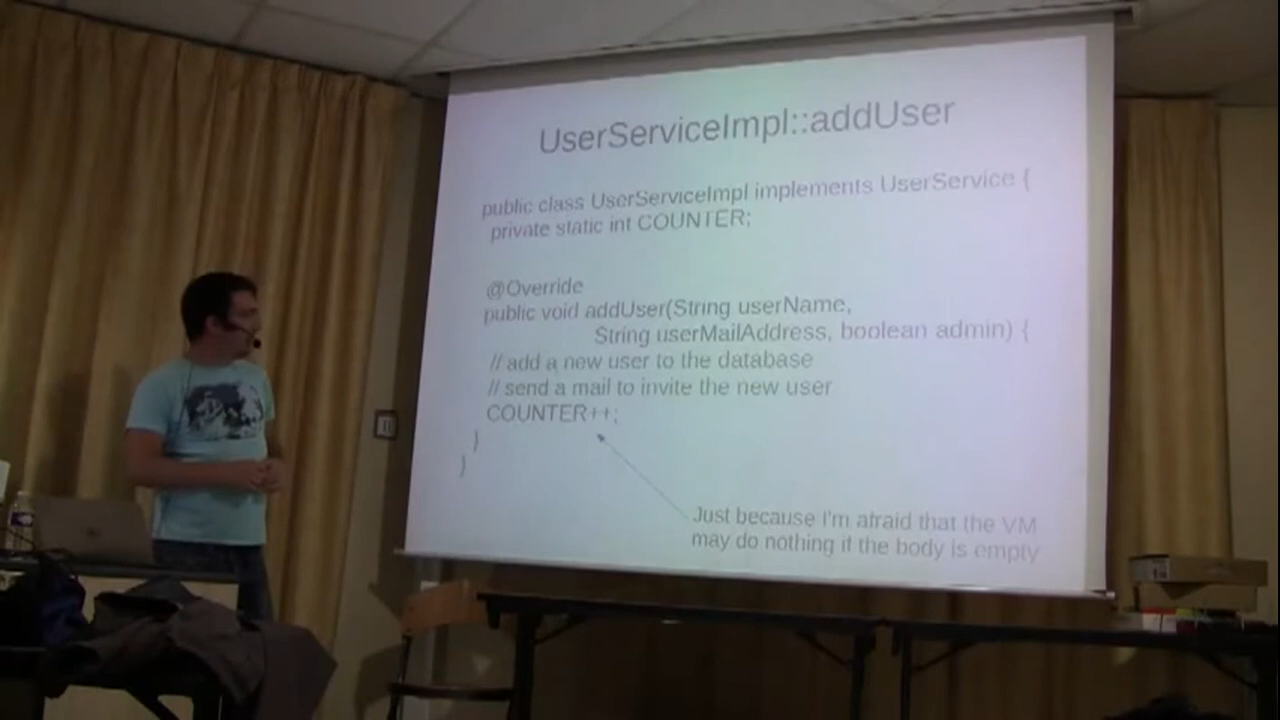 UserServiceImpl::addUser
public class UserServiceImpl implements UserService {
private static int COUNTER;
@Override
public void addUser(String userName,
String userMailAddress, boolean admin) {
// add a new user to the database
// send a mail to invite the new user
COUNTER++;
}
}
Just because I'm afraid that the VM
may do nothing if the body is empty